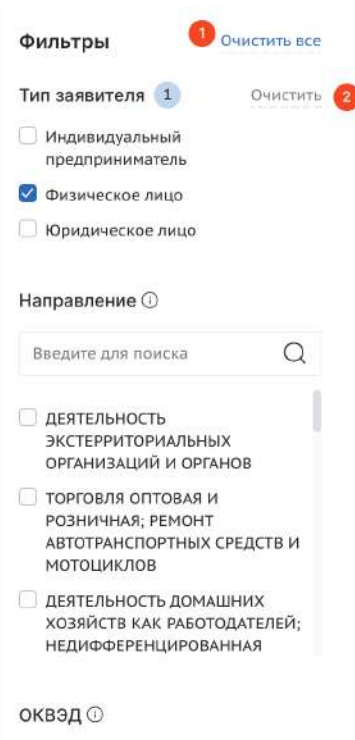 Фильтры
1
Очистить все
Тип заявителя 1
Очистить 2
Индивидуальный
предприниматель
Физическое лицо
Юридическое лицо
Направление
Введите для поиска
ДЕЯТЕЛЬНОСТЬ
ЭКСТЕРРИТОРИАЛЬНЫХ
ОРГАНИЗАЦИЙ И ОРГАНОВ
ТОРГОВЛЯ ОПТОВАЯ И
РОЗНИЧНАЯ; РЕМОНТ
АВТОТРАНСПОРТНЫХ СРЕДСТВ И
МОТОЦИКЛОВ
ДЕЯТЕЛЬНОСТЬ ДОМАШНИХ
ХОЗЯЙСТВ КАК РАБОТОДАТЕЛЕЙ;
НЕДИФФЕРЕНЦИРОВАННАЯ
ОКВЭД